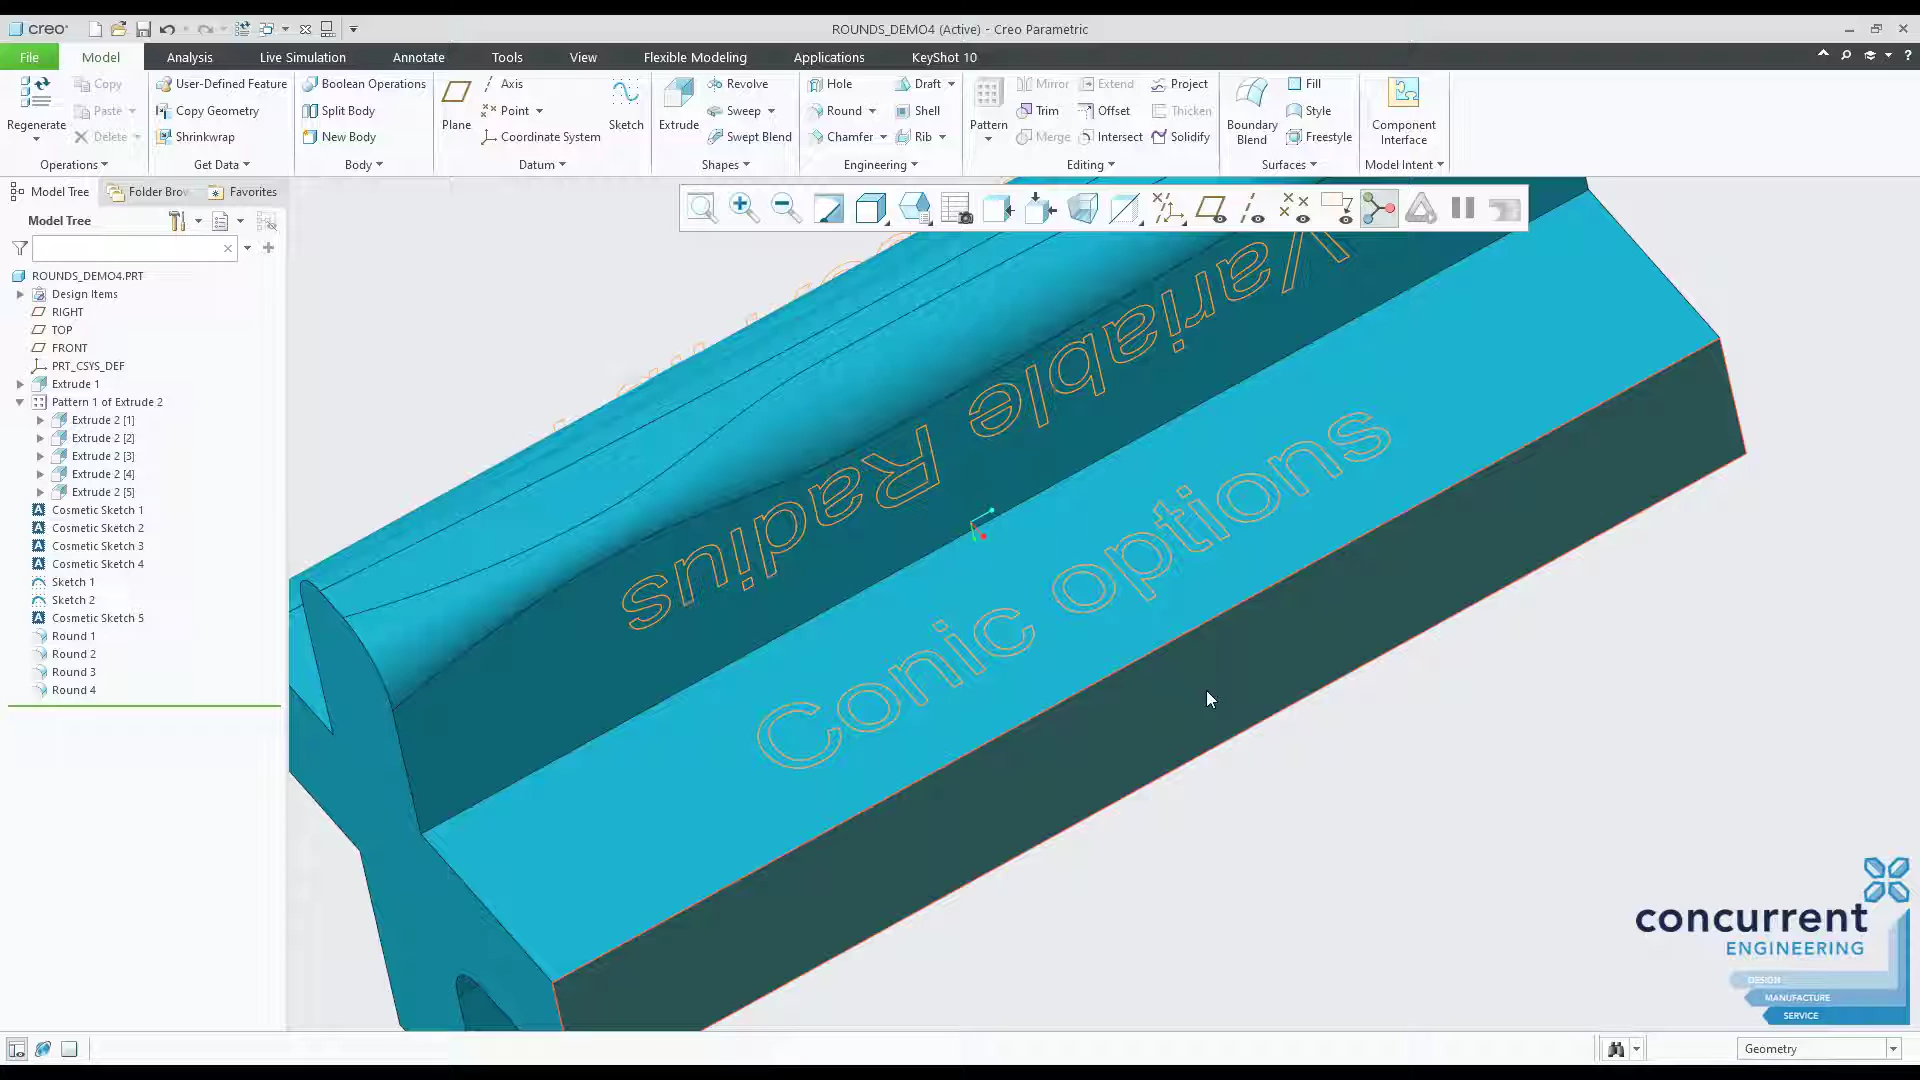 creo
ROUNDS_DEMO4 (Active) - Creo Parametric
File Model Analysis Live Simulation Annotate Tools View Flexible Modeling Applications KeyShot 10
Regenerate
Copy
Paste
Delete
Operations
User-Defined Feature
Copy Geometry
Shrinkwrap
Get Data
Boolean Operations
Split Body
New Body
Body
Plane
Axis
Point
Coordinate System
Sketch
Datum
Extrude
Revolve
Sweep
Swept Blend
Shapes
Hole
Round
Chamfer
Draft
Shell
Rib
Engineering
Pattern
Mirror
Trim
Merge
Extend
Offset
Intersect
Project
Thicken
Solidify
Editing
Boundary
Blend
Fill
Style
Freestyle
Surfaces
Component
Interface
Model Intent
Model Tree
Folder Brov
Favorites
Model Tree
ROUNDS_DEMO4.PRT
Design Items
RIGHT
TOP
FRONT
PRT_CSYS_DEF
Extrude 1
Pattern 1 of Extrude 2
Extrude 2 [1]
Extrude 2 [2]
Extrude 2 [3]
Extrude 2 [4]
Extrude 2 [5]
Cosmetic Sketch 1
Cosmetic Sketch 2
Cosmetic Sketch 3
Cosmetic Sketch 4
Sketch 1
Sketch 2
Cosmetic Sketch 5
Round 1
Round 2
Round 3
Round 4
Variable Radius
Conic options
concurrent
ENGINEERING
DESIGN
MANUFACTURE
SERVICE
Geometry